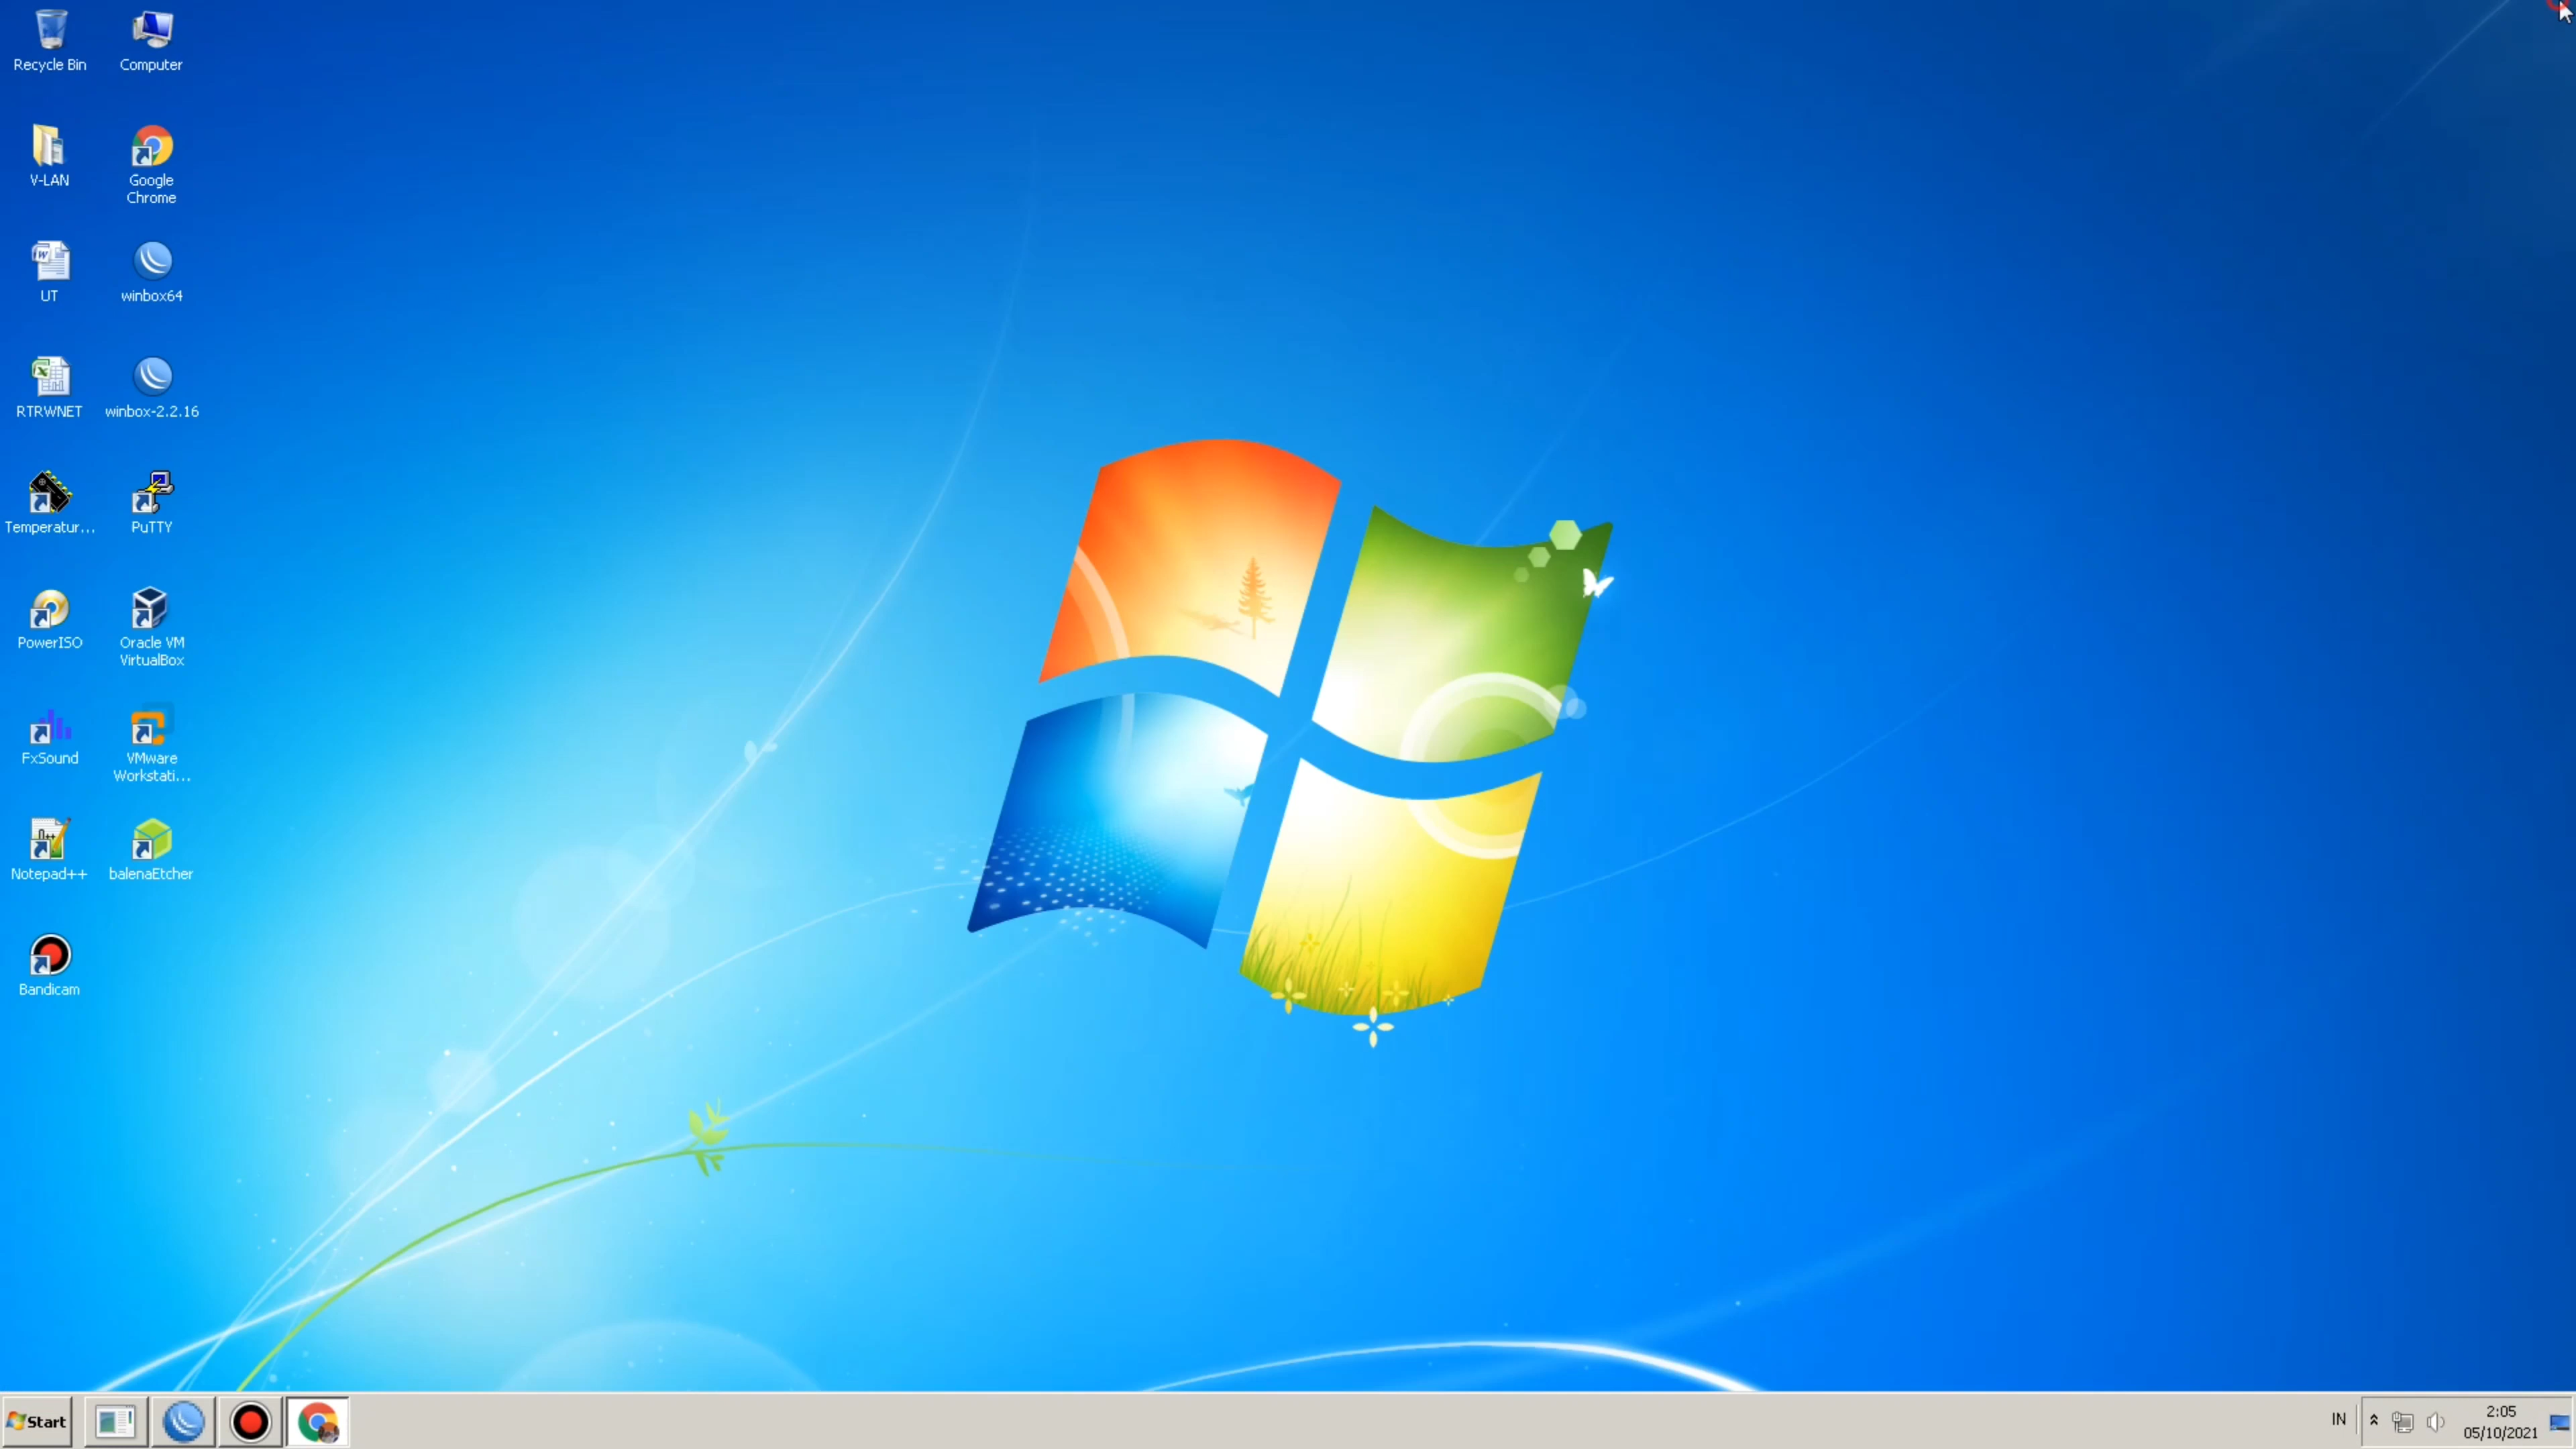 Recycle Bin
Computer
V-LAN
Google
Chrome
UT
winbox64
RTRWNET
winbox-2.2.16
Temperatur...
PuTTY
PowerISO
Oracle VM
VirtualBox
FxSound
VMware
Workstati...
Notepad++
balenaEtcher
Bandicam
Start
IN
2:05
05/10/2021